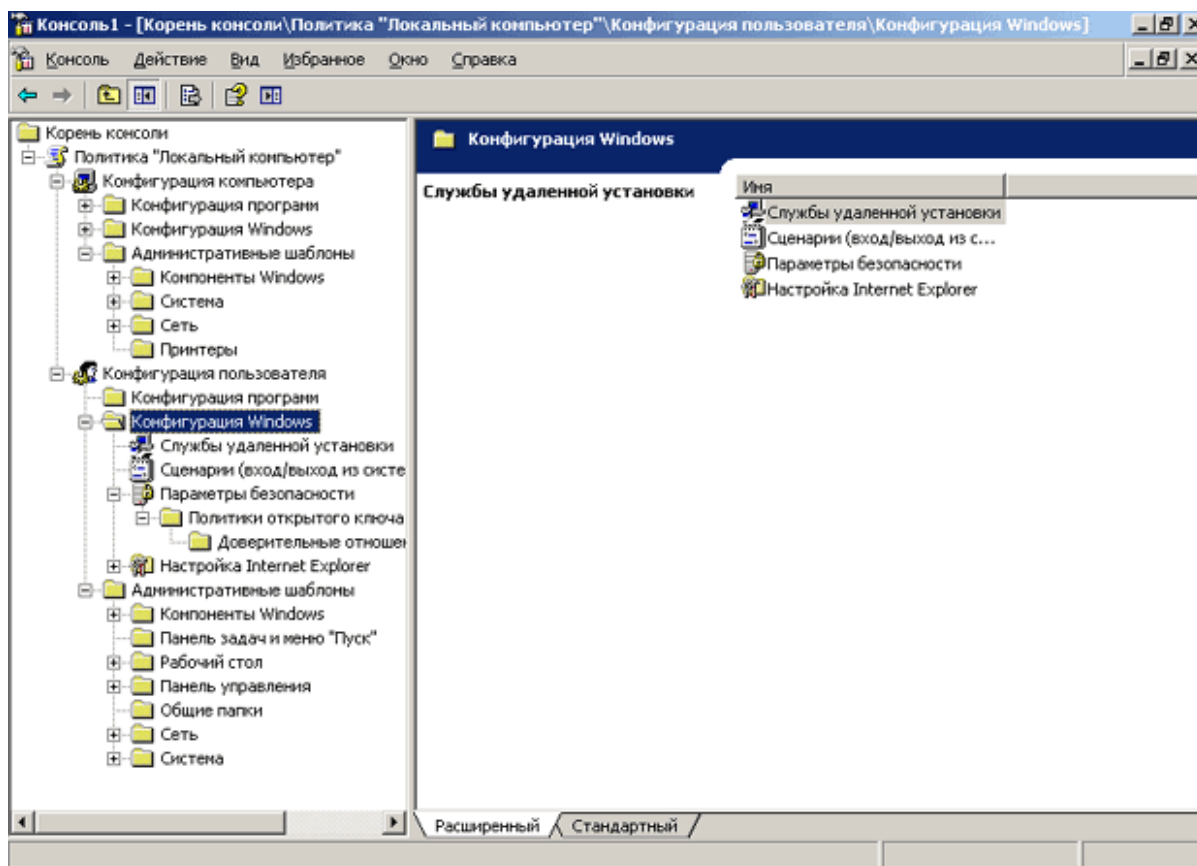 Консоль1 - [Корень консоли\Политика "Локальный компьютер"\Конфигурация пользователя\Конфигурация Windows]
Консоль Действие Вид Избранное Окно Справка
Корень консоли
Политика "Локальный компьютер"
Конфигурация компьютера
Конфигурация программ
Конфигурация Windows
Административные шаблоны
Компоненты Windows
Система
Сеть
Принтеры
Конфигурация пользователя
Конфигурация программ
Конфигурация Windows
Службы удаленной установки
Сценарии (вход/выход из систе
Параметры безопасности
Политики открытого ключа
Доверительные отношен
Настройка Internet Explorer
Административные шаблоны
Компоненты Windows
Панель задач и меню "Пуск"
Рабочий стол
Панель управления
Общие папки
Сеть
Система
Конфигурация Windows
Службы удаленной установки
Имя
Службы удаленной установки
Сценарии (вход/выход из с...
Параметры безопасности
Настройка Internet Explorer
Расширенный Стандартный